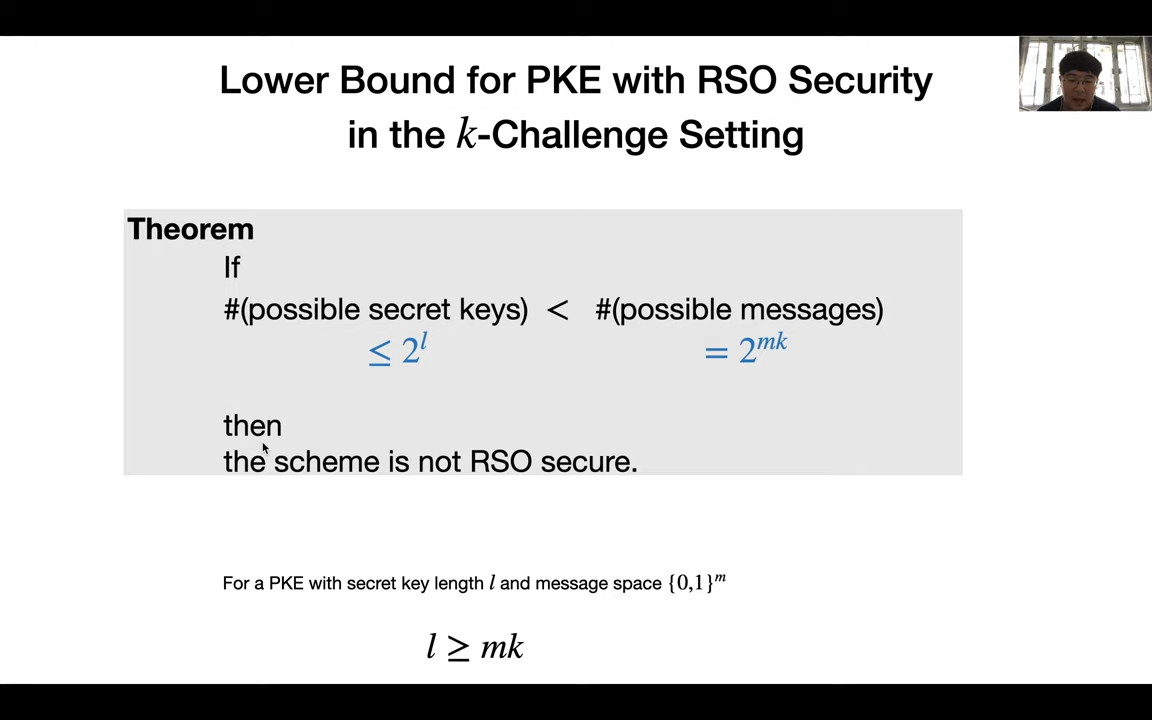 Lower Bound for PKE with RSO Security
in the k-Challenge Setting
Theorem
If
#(possible secret keys) < #(possible messages)
≤ 2^l = 2^{mk}
then
the scheme is not RSO secure.
For a PKE with secret key length l and message space {0,1}^m
l ≥ mk